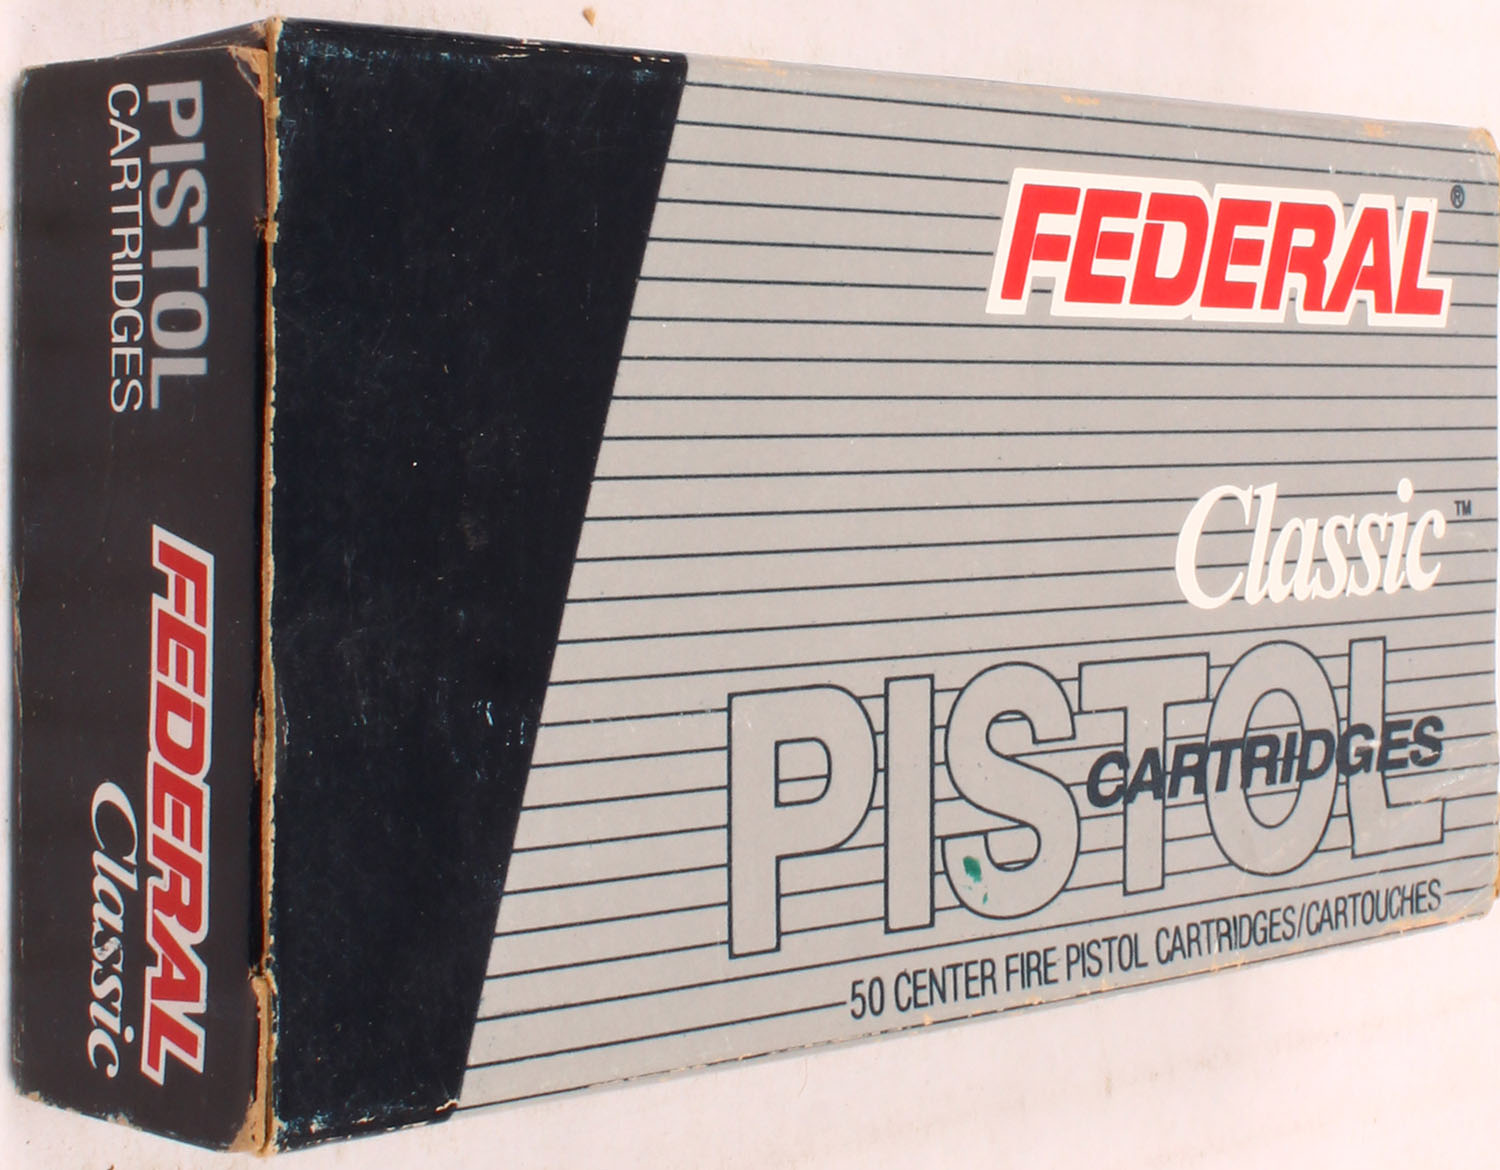 PISTOL
CARTRIDGES
FEDERAL
Classic
FEDERAL®
Classic™
PISTOL
CARTRIDGES
50 CENTER FIRE PISTOL CARTRIDGES/CARTOUCHES